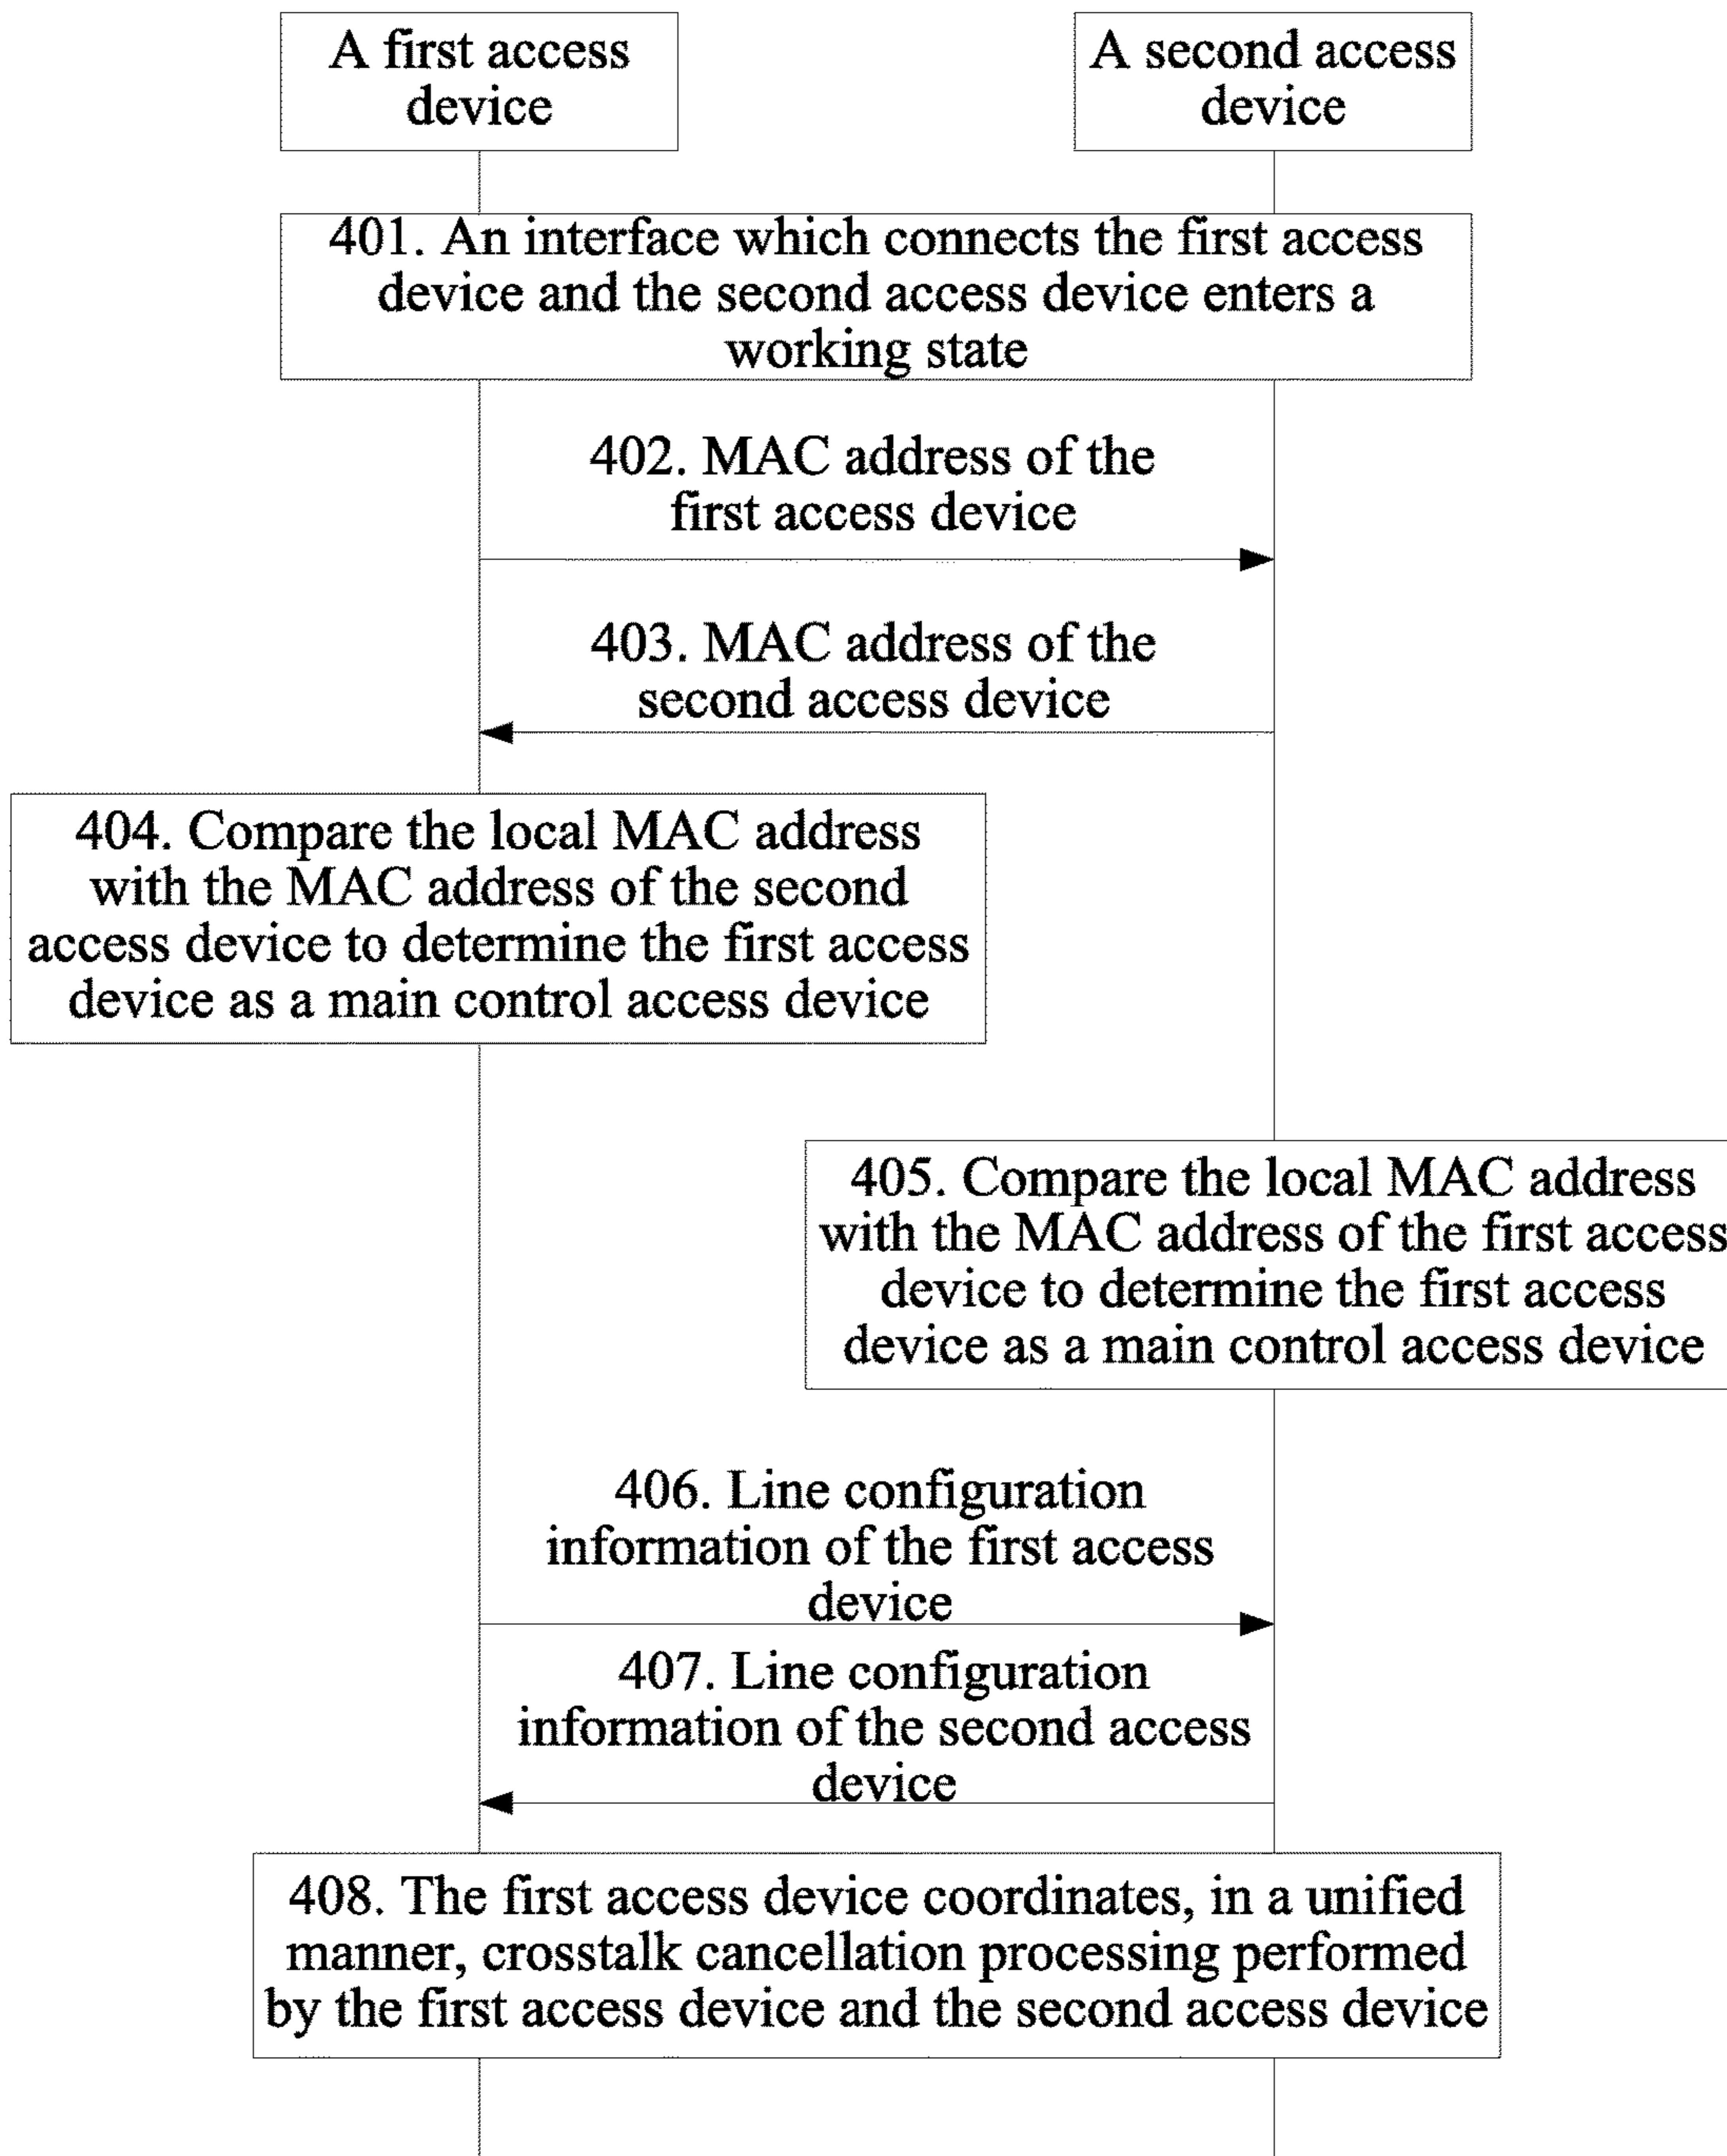 A first access
device
A second access
device
401. An interface which connects the first access
device and the second access device enters a
working state
402. MAC address of the
first access device
403. MAC address of the
second access device
404. Compare the local MAC address
with the MAC address of the second
access device to determine the first access
device as a main control access device
405. Compare the local MAC address
with the MAC address of the first access
device to determine the first access
device as a main control access device
406. Line configuration
information of the first access
device
407. Line configuration
information of the second access
device
408. The first access device coordinates, in a unified
manner, crosstalk cancellation processing performed
by the first access device and the second access device